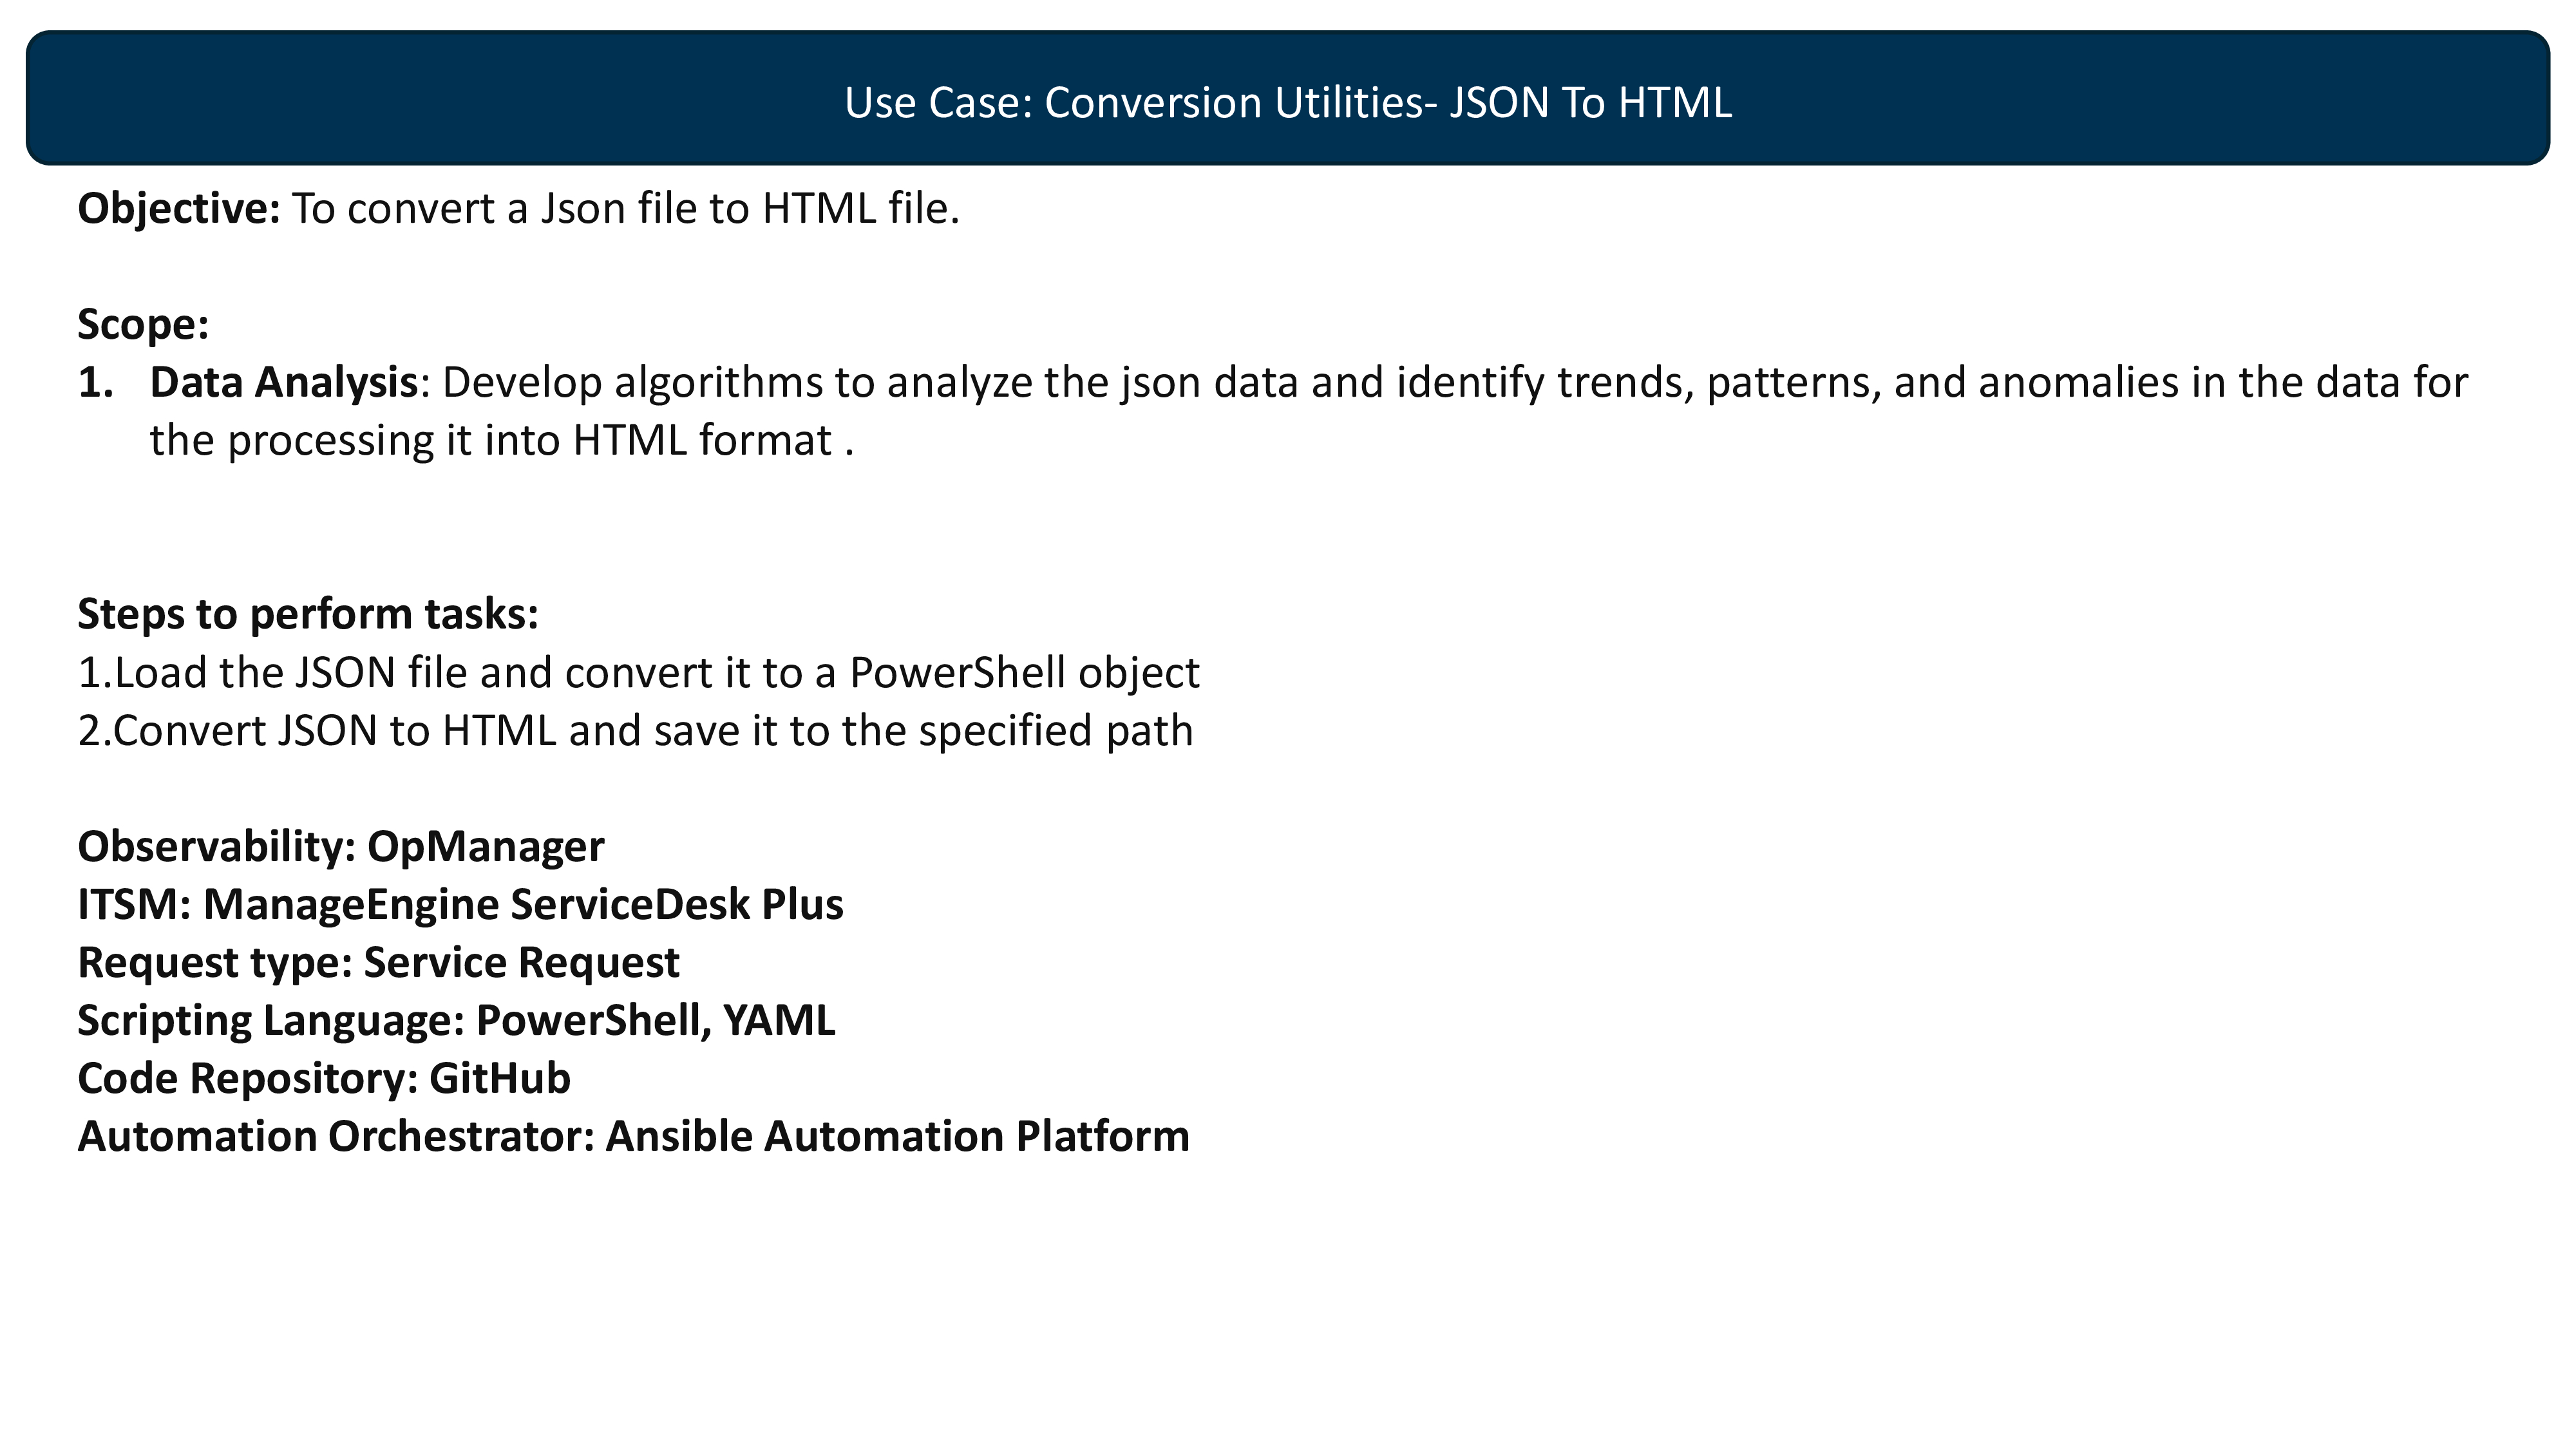 Use Case: Conversion Utilities- JSON To HTML
Objective: To convert a Json file to HTML file.
Scope:
1. Data Analysis: Develop algorithms to analyze the json data and identify trends, patterns, and anomalies in the data for
the processing it into HTML format .
Steps to perform tasks:
1.Load the JSON file and convert it to a PowerShell object
2.Convert JSON to HTML and save it to the specified path
Observability: OpManager
ITSM: ManageEngine ServiceDesk Plus
Request type: Service Request
Scripting Language: PowerShell, YAML
Code Repository: GitHub
Automation Orchestrator: Ansible Automation Platform